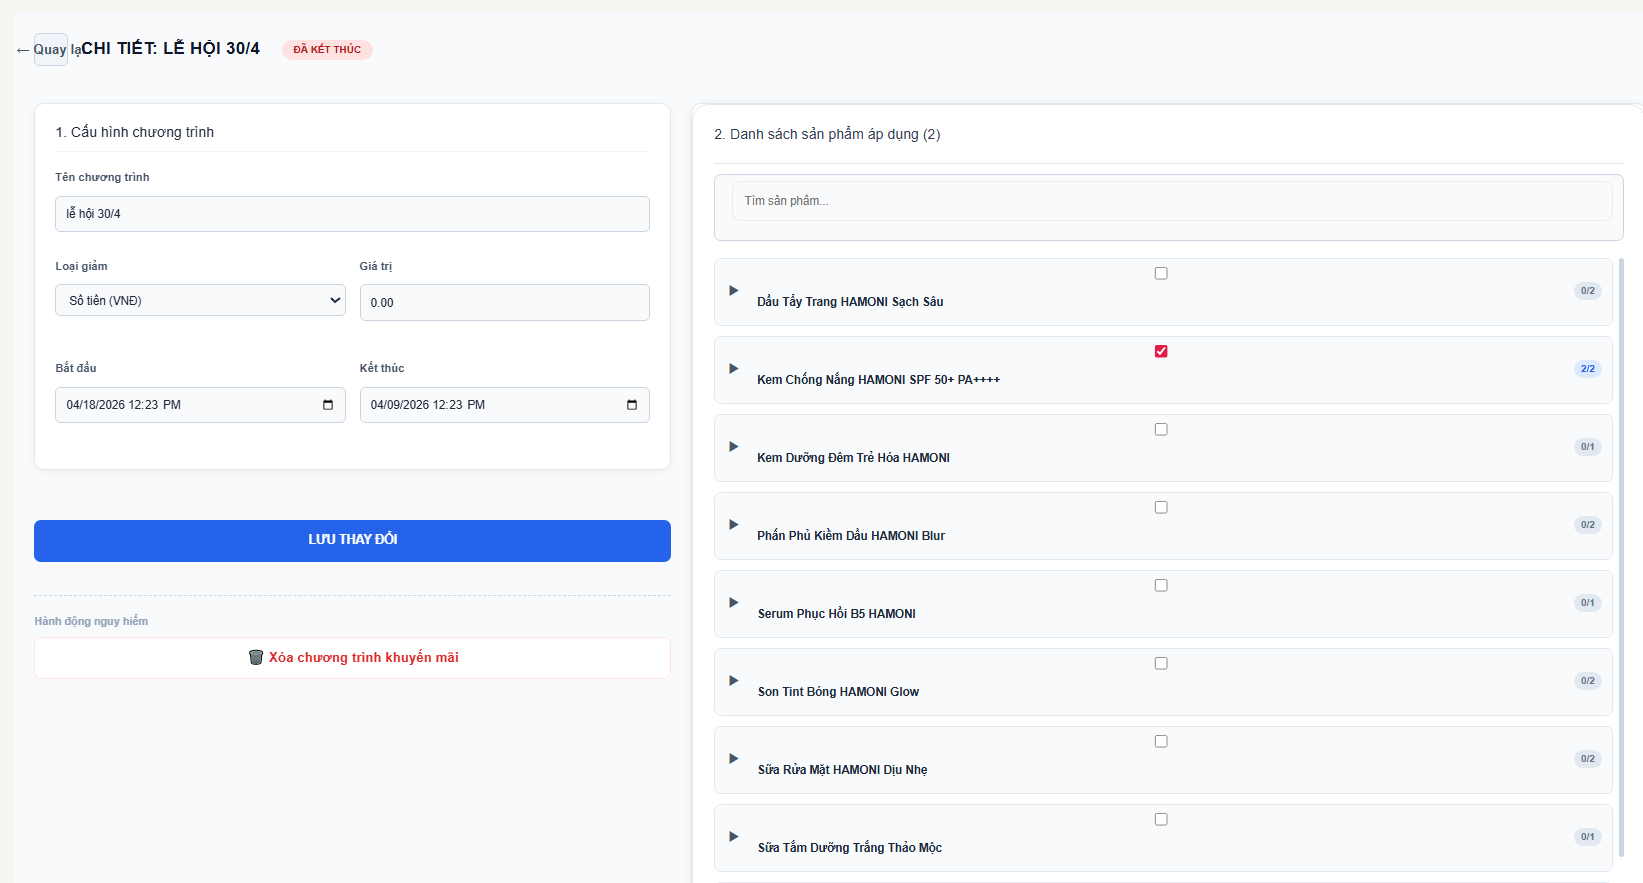 ← Quay lạ
CHI TIẾT: LỄ HỘI 30/4
ĐÃ KẾT THÚC
1. Cấu hình chương trình
Tên chương trình
lễ hội 30/4
Loại giảm
Giá trị
Số tiền (VNĐ)
0.00
Bắt đầu
Kết thúc
04/18/2026 12:23 PM
04/09/2026 12:23 PM
LƯU THAY ĐỔI
Hành động nguy hiểm
Xóa chương trình khuyến mãi
2. Danh sách sản phẩm áp dụng (2)
Tìm sản phẩm...
Dầu Tẩy Trang HAMONI Sạch Sâu
0/2
Kem Chống Nắng HAMONI SPF 50+ PA++++
2/2
Kem Dưỡng Đêm Trẻ Hóa HAMONI
0/1
Phấn Phủ Kiềm Dầu HAMONI Blur
0/2
Serum Phục Hồi B5 HAMONI
0/1
Son Tint Bóng HAMONI Glow
0/2
Sữa Rửa Mặt HAMONI Dịu Nhẹ
0/2
Sữa Tắm Dưỡng Trắng Thảo Mộc
0/1